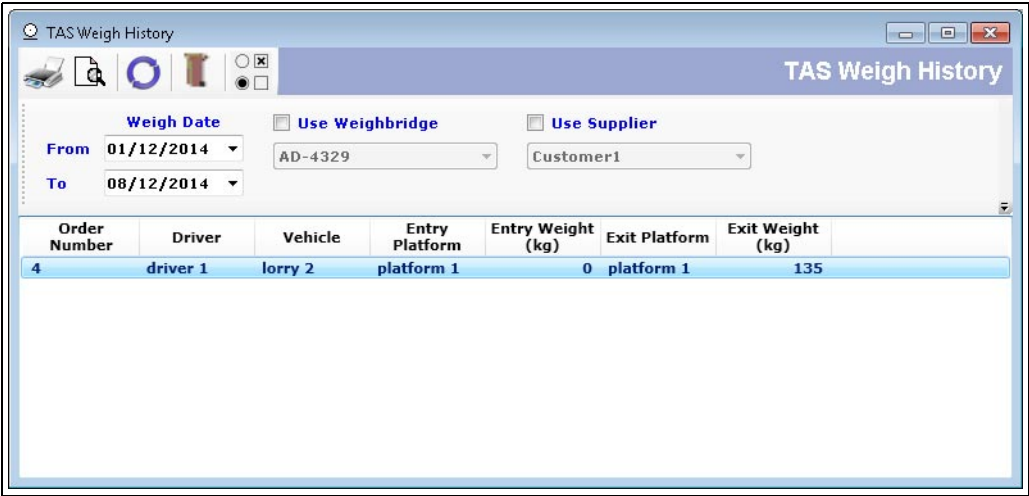 TAS Weigh History
TAS Weigh History
Weigh Date
Use Weighbridge
Use Supplier
From 01/12/2014
AD-4329
Customer1
To 08/12/2014
Order Number Driver Vehicle Entry Platform Entry Weight (kg) Exit Platform Exit Weight (kg)
4 driver 1 lorry 2 platform 1 0 platform 1 135